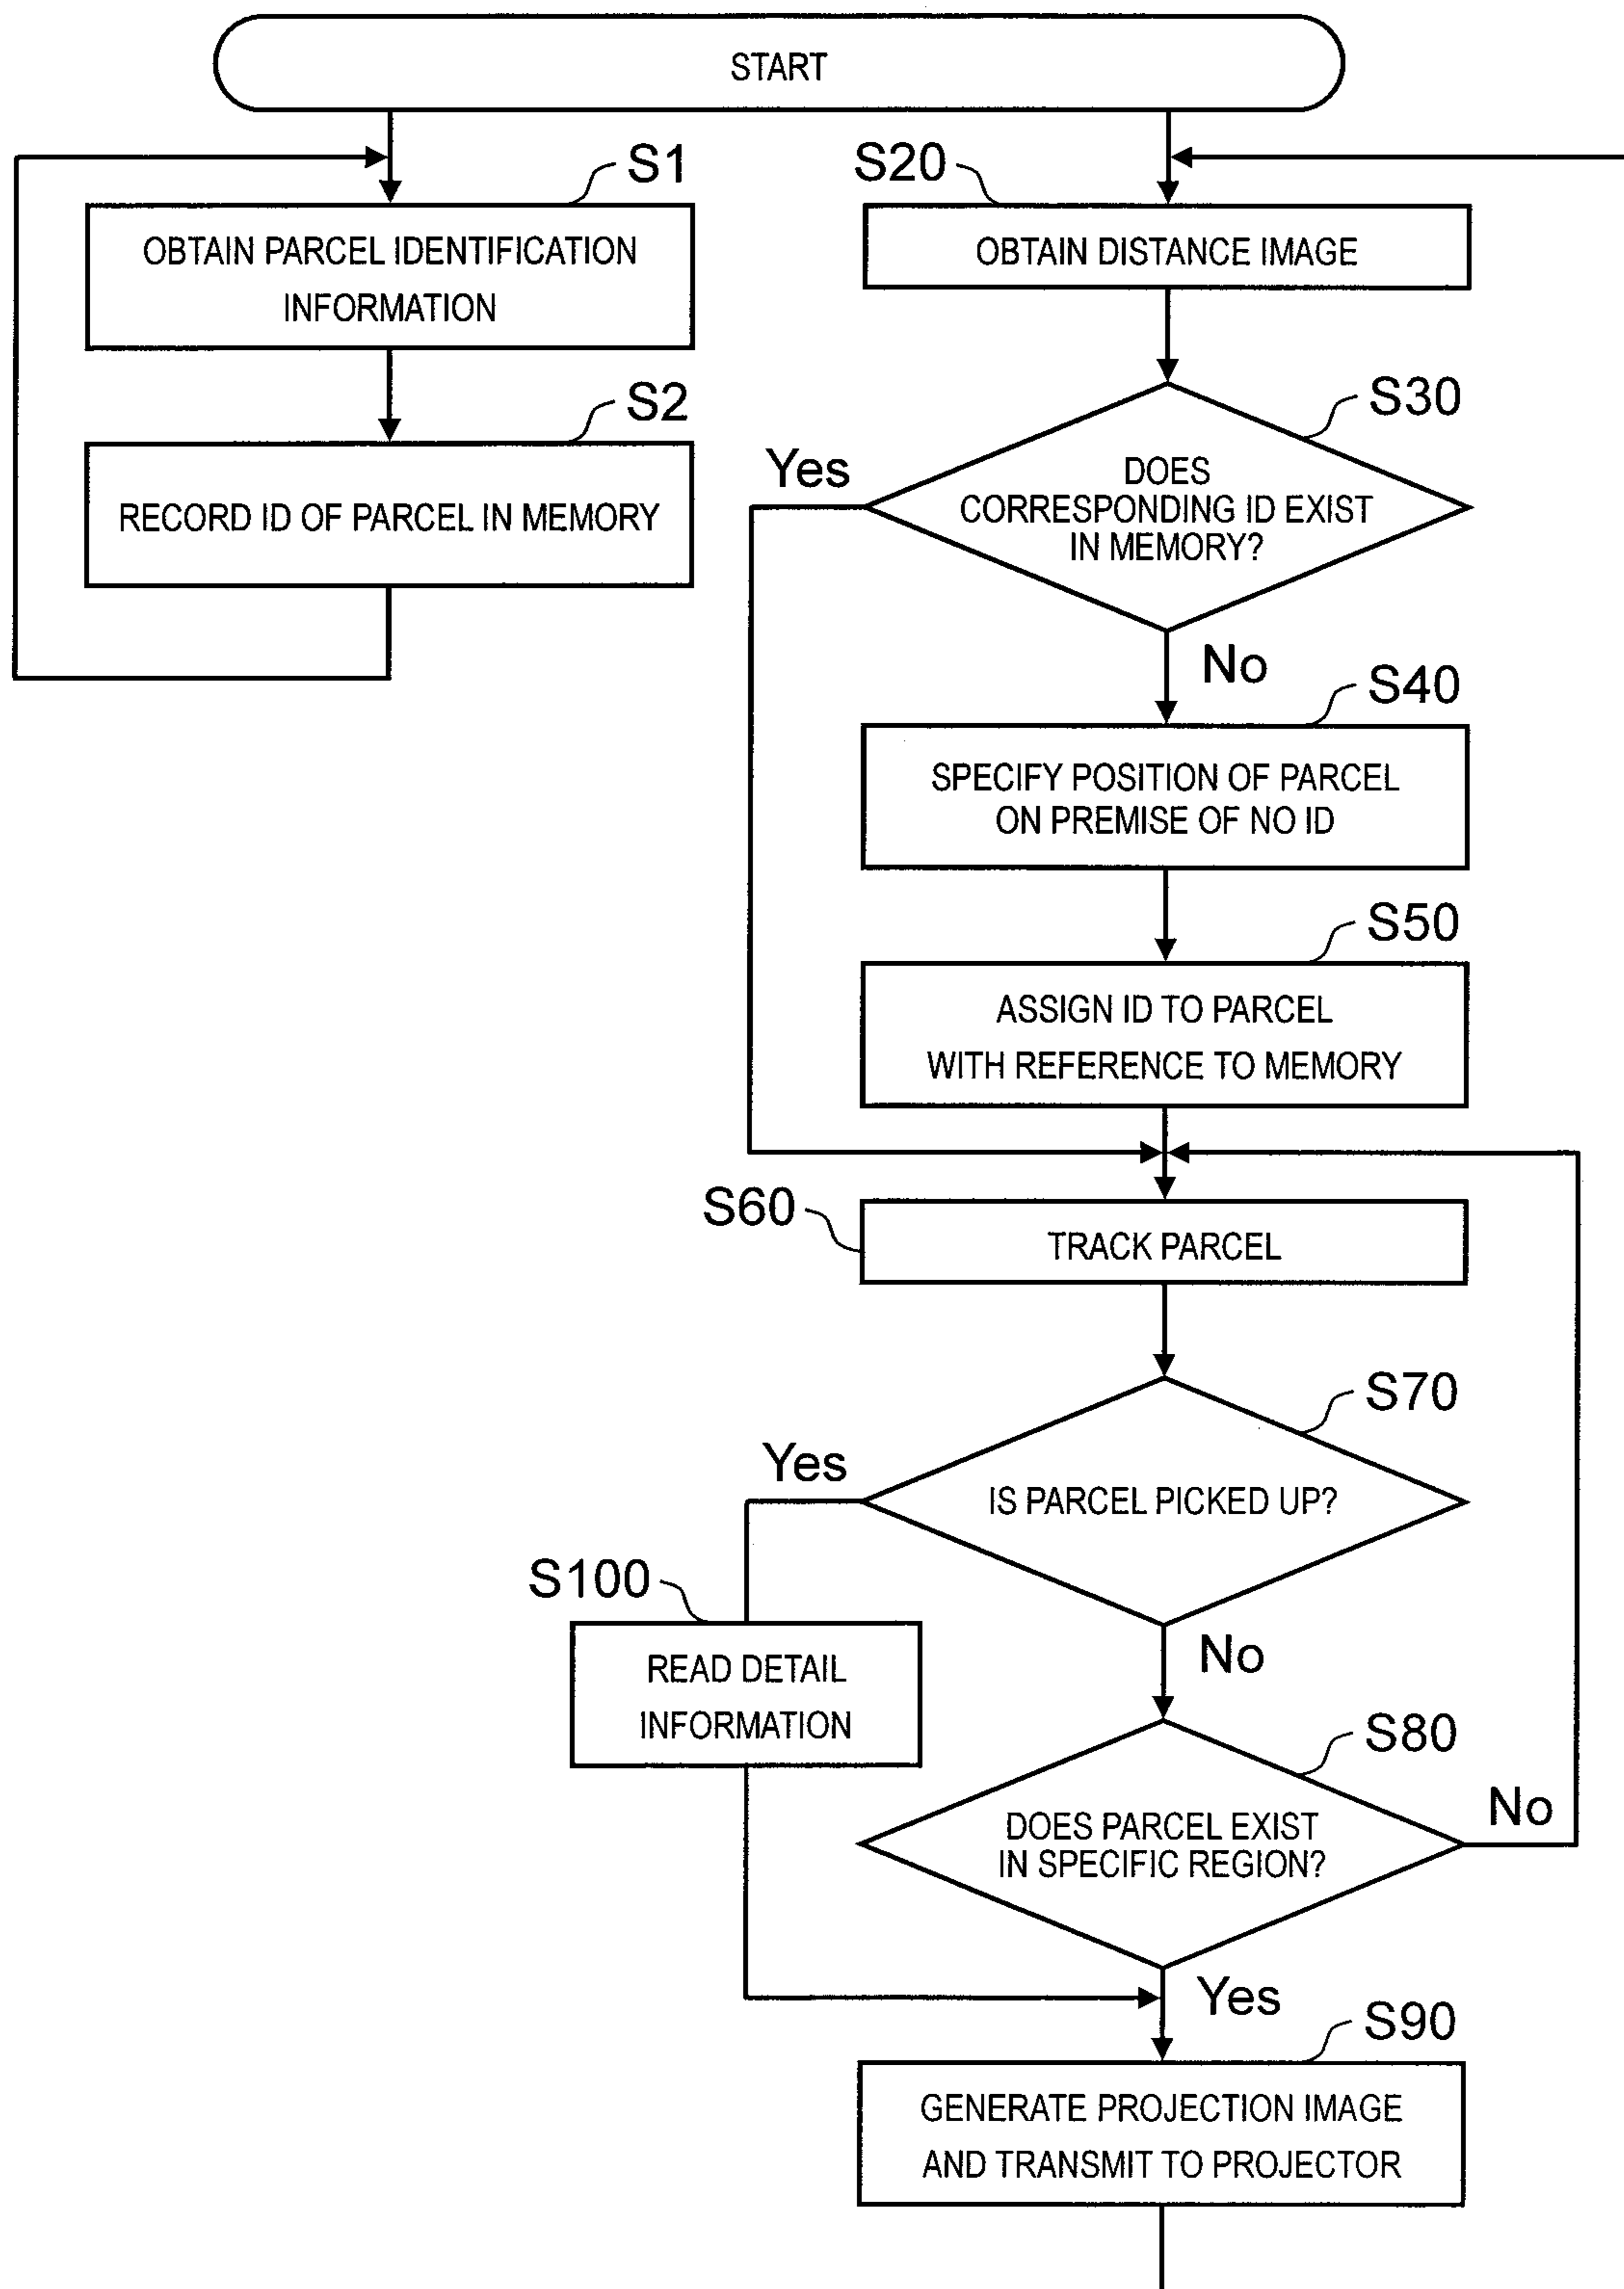 START
S1
OBTAIN PARCEL IDENTIFICATION
INFORMATION
S2
RECORD ID OF PARCEL IN MEMORY
S20
OBTAIN DISTANCE IMAGE
S30
Yes
DOES
CORRESPONDING ID EXIST
IN MEMORY?
No
S40
SPECIFY POSITION OF PARCEL
ON PREMISE OF NO ID
S50
ASSIGN ID TO PARCEL
WITH REFERENCE TO MEMORY
S60
TRACK PARCEL
S70
Yes
IS PARCEL PICKED UP?
No
S100
READ DETAIL
INFORMATION
S80
DOES PARCEL EXIST
IN SPECIFIC REGION?
No
Yes
S90
GENERATE PROJECTION IMAGE
AND TRANSMIT TO PROJECTOR